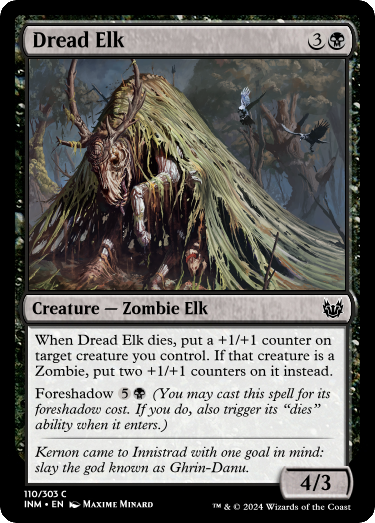 Dread Elk 3
Creature — Zombie Elk
When Dread Elk dies, put a +1/+1 counter on
target creature you control. If that creature is a
Zombie, put two +1/+1 counters on it instead.
Foreshadow 5 (You may cast this spell for its
foreshadow cost. If you do, also trigger its “dies”
ability when it enters.)
Kernon came to Innistrad with one goal in mind:
slay the god known as Ghrin-Danu.
4/3
110/303 C
INM • EN Maxime Minard
™ & © 2024 Wizards of the Coast